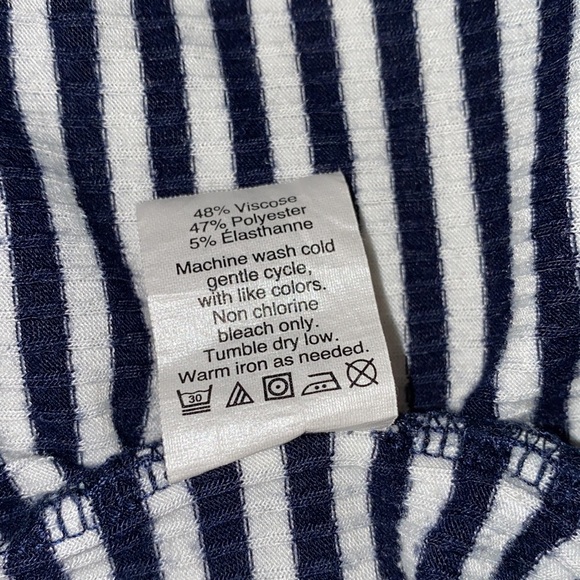 48% Viscose
47% Polyester
5% Élasthanne
Machine wash cold
gentle cycle,
with like colors.
Non chlorine
bleach only.
Tumble dry low.
Warm iron as needed.
30